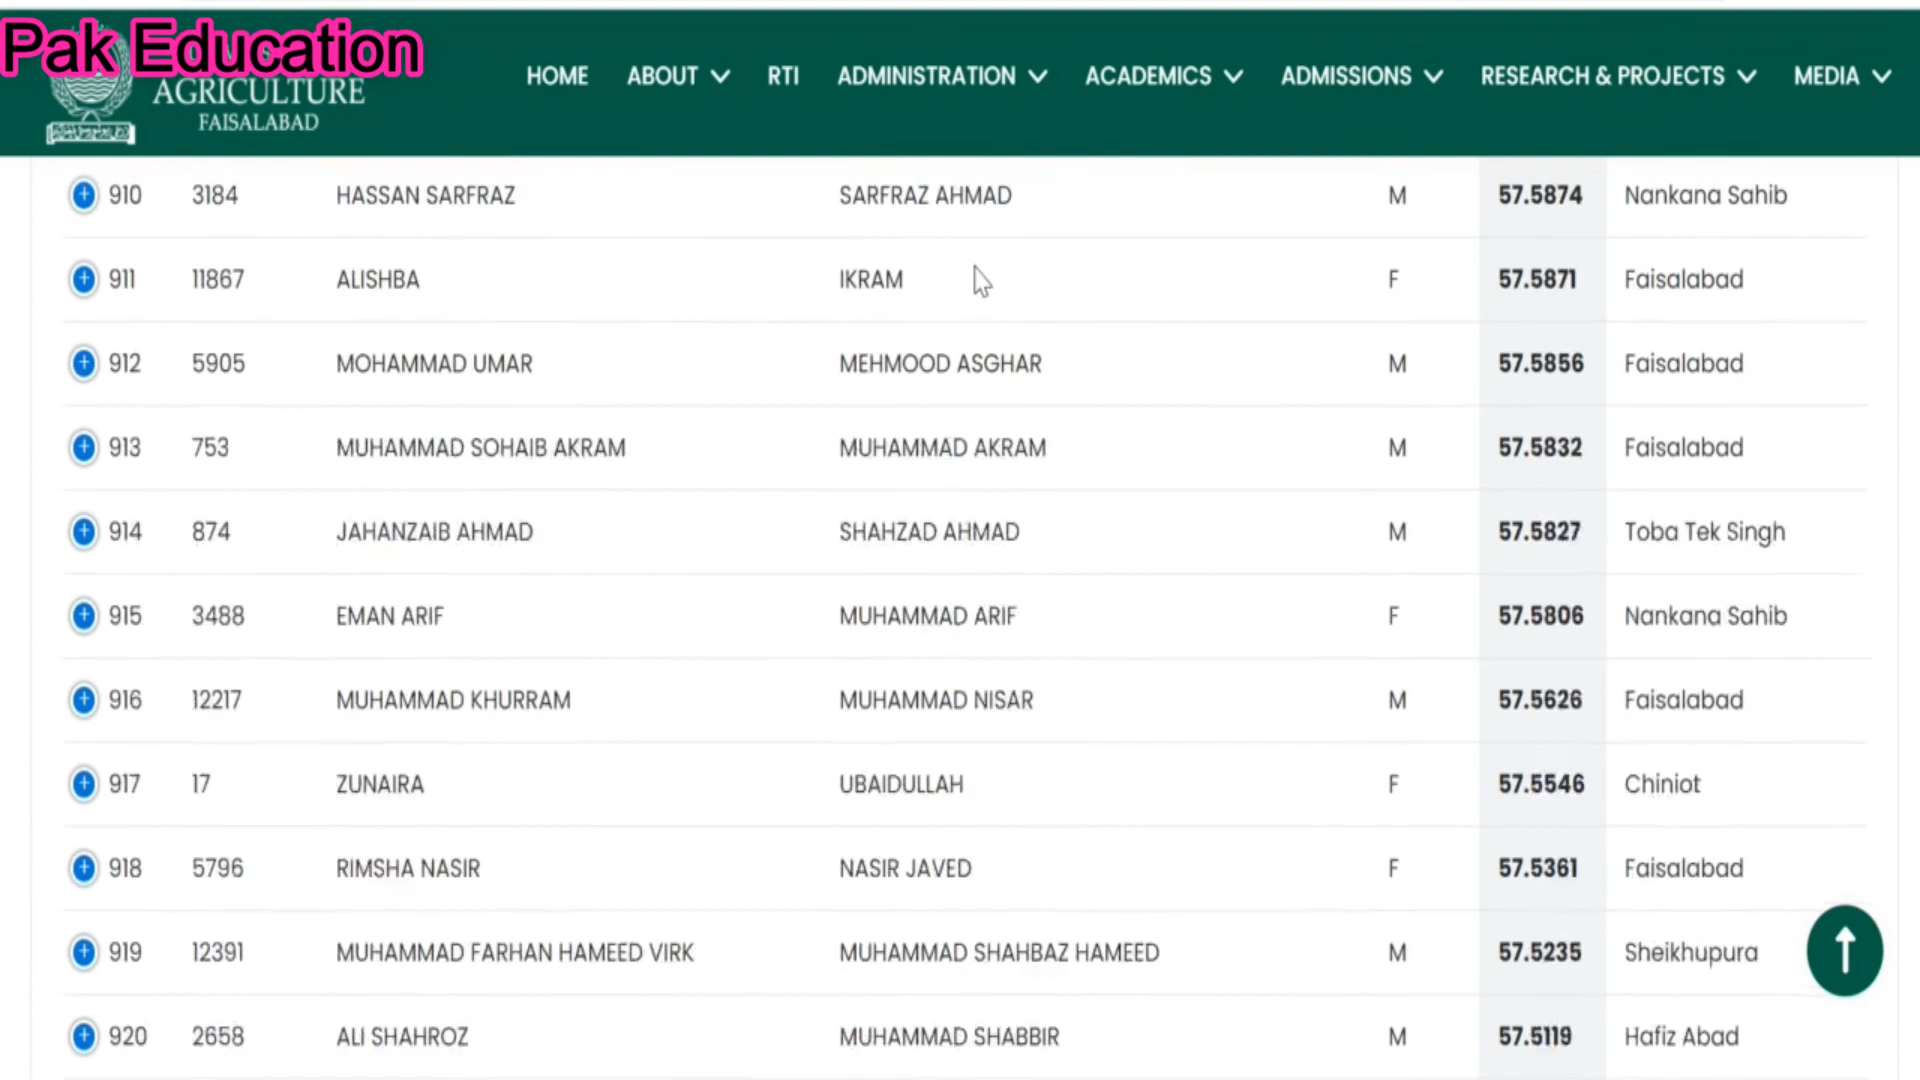 Pak Education
AGRICULTURE
FAISALABAD
HOME ABOUT RTI ADMINISTRATION ACADEMICS ADMISSIONS RESEARCH & PROJECTS MEDIA
910 3184 HASSAN SARFRAZ SARFRAZ AHMAD M 57.5874 Nankana Sahib
911 11867 ALISHBA IKRAM F 57.5871 Faisalabad
912 5905 MOHAMMAD UMAR MEHMOOD ASGHAR M 57.5856 Faisalabad
913 753 MUHAMMAD SOHAIB AKRAM MUHAMMAD AKRAM M 57.5832 Faisalabad
914 874 JAHANZAIB AHMAD SHAHZAD AHMAD M 57.5827 Toba Tek Singh
915 3488 EMAN ARIF MUHAMMAD ARIF F 57.5806 Nankana Sahib
916 12217 MUHAMMAD KHURRAM MUHAMMAD NISAR M 57.5626 Faisalabad
917 17 ZUNAIRA UBAIDULLAH F 57.5546 Chiniot
918 5796 RIMSHA NASIR NASIR JAVED F 57.5361 Faisalabad
919 12391 MUHAMMAD FARHAN HAMEED VIRK MUHAMMAD SHAHBAZ HAMEED M 57.5235 Sheikhupura
920 2658 ALI SHAHROZ MUHAMMAD SHABBIR M 57.5119 Hafiz Abad